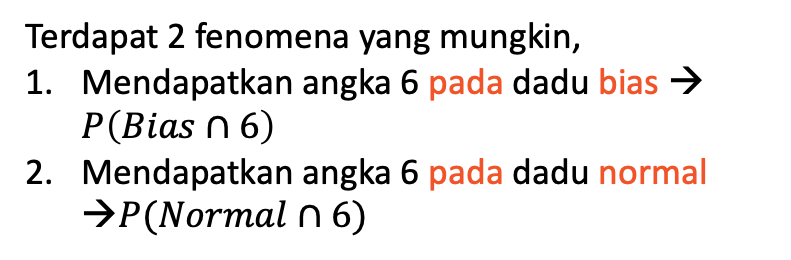 Terdapat 2 fenomena yang mungkin,
1. Mendapatkan angka 6 pada dadu bias →
P(Bias ∩ 6)
2. Mendapatkan angka 6 pada dadu normal
→P(Normal ∩ 6)